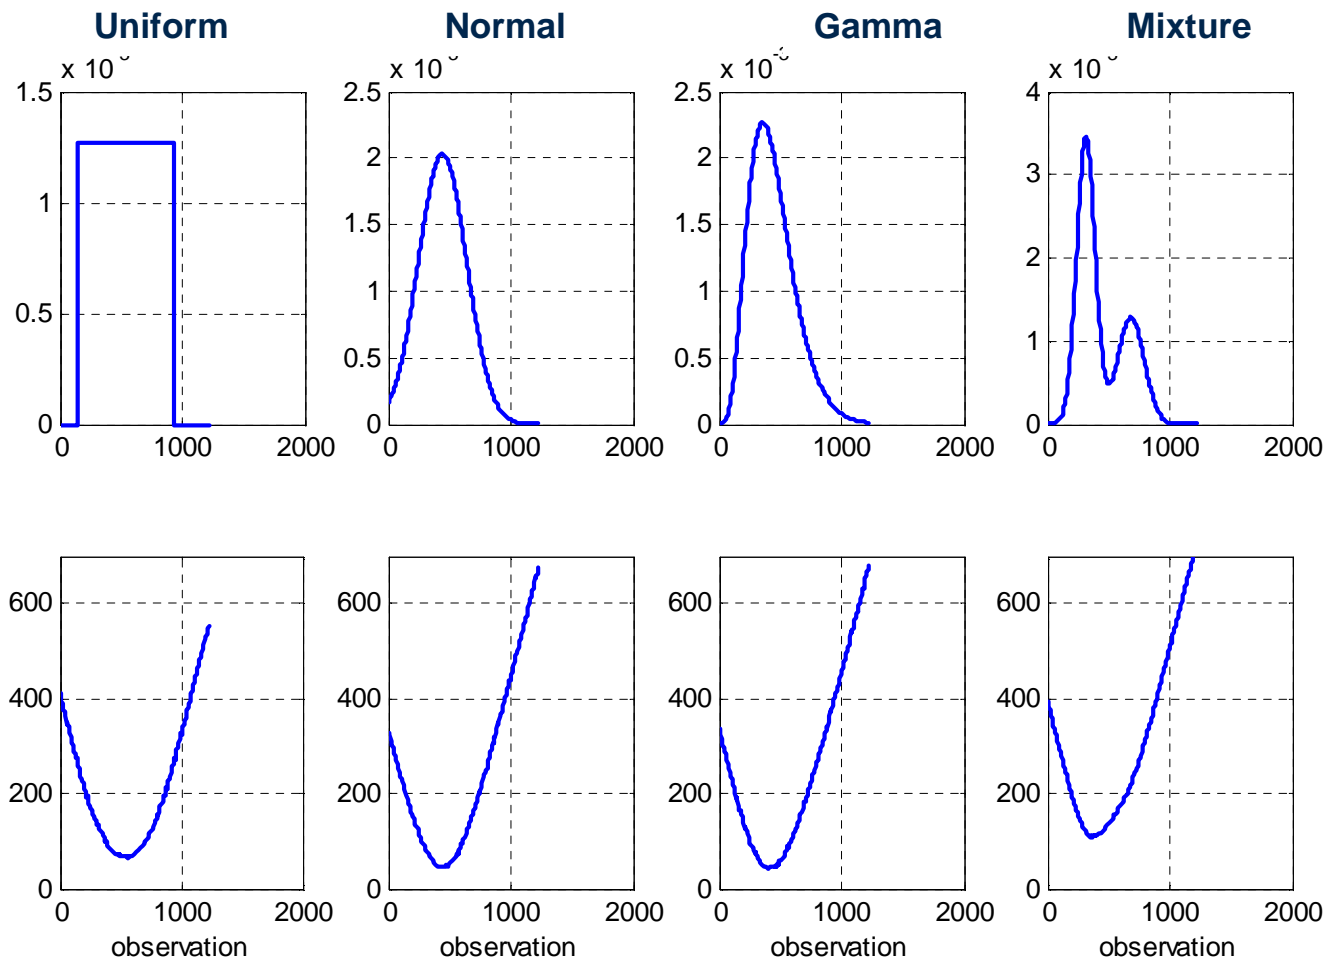 Uniform Normal Gamma Mixture
x 10 x 10 x 10 x 10
1.5 2.5 2.5 4
2 2
3
1 1.5 1.5
2
1 1
0.5
0.5 0.5 1
0 0 0 0
0 1000 2000 0 1000 2000 0 1000 2000 0 1000 2000
600 600 600 600
400 400 400 400
200 200 200 200
0 0 0 0
0 1000 2000 0 1000 2000 0 1000 2000 0 1000 2000
observation observation observation observation